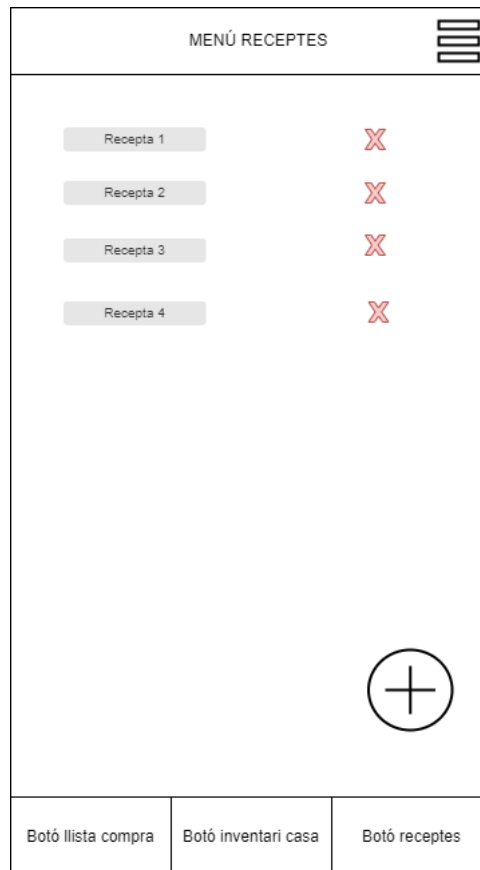 MENÚ RECEPTES
Recepta 1
Recepta 2
Recepta 3
Recepta 4
Botó llista compra
Botó inventari casa
Botó receptes